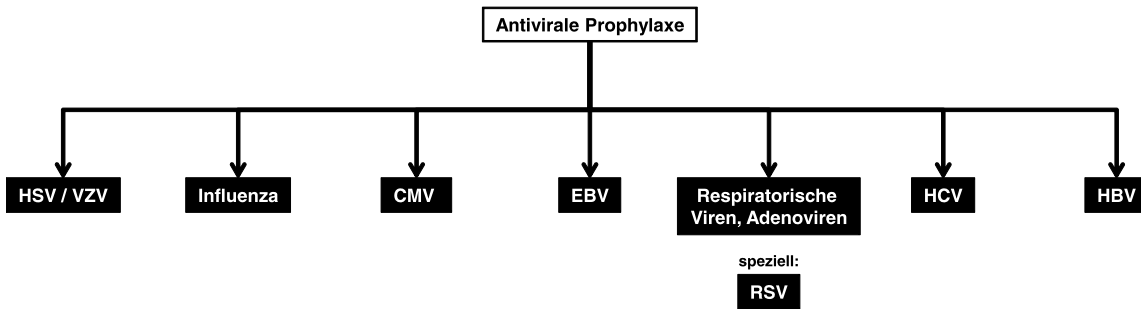 Antivirale Prophylaxe
HSV / VZV
Influenza
CMV
EBV
Respiratorische
Viren, Adenoviren
HCV
HBV
speziell:
RSV